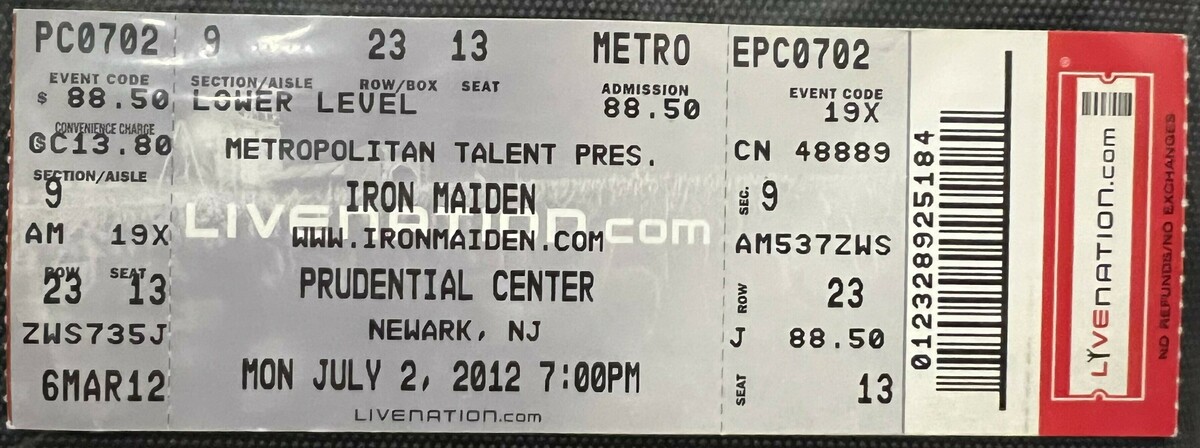 PC0702
EVENT CODE
$ 88.50
CONVENIENCE CHARGE
GC13.80
SECTION/AISLE
9
AM 19X
ROW SEAT
23 13
ZWS735J
6MAR12
9 23 13 METRO
SECTION/AISLE ROW/BOX SEAT ADMISSION
LOWER LEVEL 88.50
METROPOLITAN TALENT PRES.
IRON MAIDEN
LIVENATION.com
WWW.IRONMAIDEN.COM
PRUDENTIAL CENTER
NEWARK, NJ
MON JULY 2, 2012 7:00PM
LIVENATION.com
EPC0702
EVENT CODE
19X
CN 48889
SEC. 9
AM537ZWS
ROW 23
J 88.50
SEAT 13
012328925184
LIVENATION.com
NO REFUNDS/NO EXCHANGES